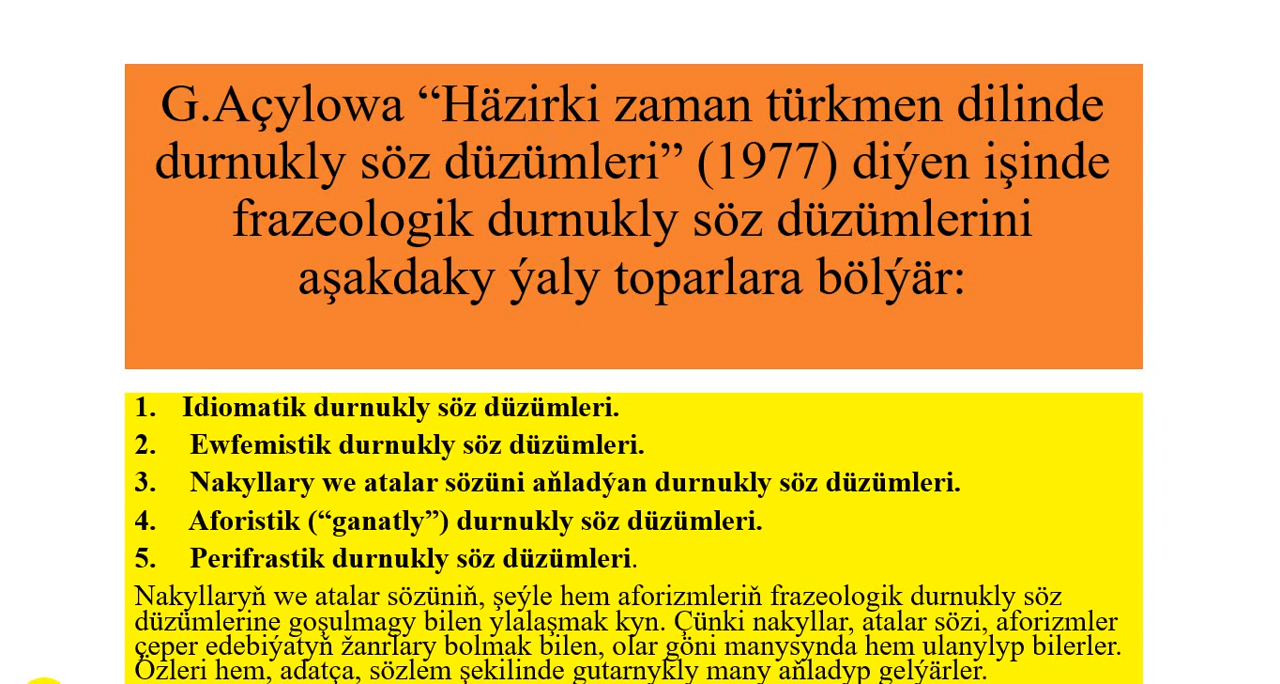 G.Açylowa “Häzirki zaman türkmen dilinde
durnukly söz düzümleri” (1977) diýen işinde
frazeologik durnukly söz düzümlerini
aşakdaky ýaly toparlara bölýär:
1. Idiomatik durnukly söz düzümleri.
2. Ewfemistik durnukly söz düzümleri.
3. Nakyllary we atalar sözüni aňladýan durnukly söz düzümleri.
4. Aforistik (“ganatly”) durnukly söz düzümleri.
5. Perifrastik durnukly söz düzümleri.
Nakyllaryň we atalar sözüniň, şeýle hem aforizmleriň frazeologik durnukly söz
düzümlerine goşulmagy bilen ylalaşmak kyn. Çünki nakyllar, atalar sözi, aforizmler
çeper edebiýatyň žanrlary bolmak bilen, olar göni manysynda hem ulanylyp bilerler.
Özleri hem, adatça, sözlem şekilinde gutarnykly many aňladyp gelýärler.